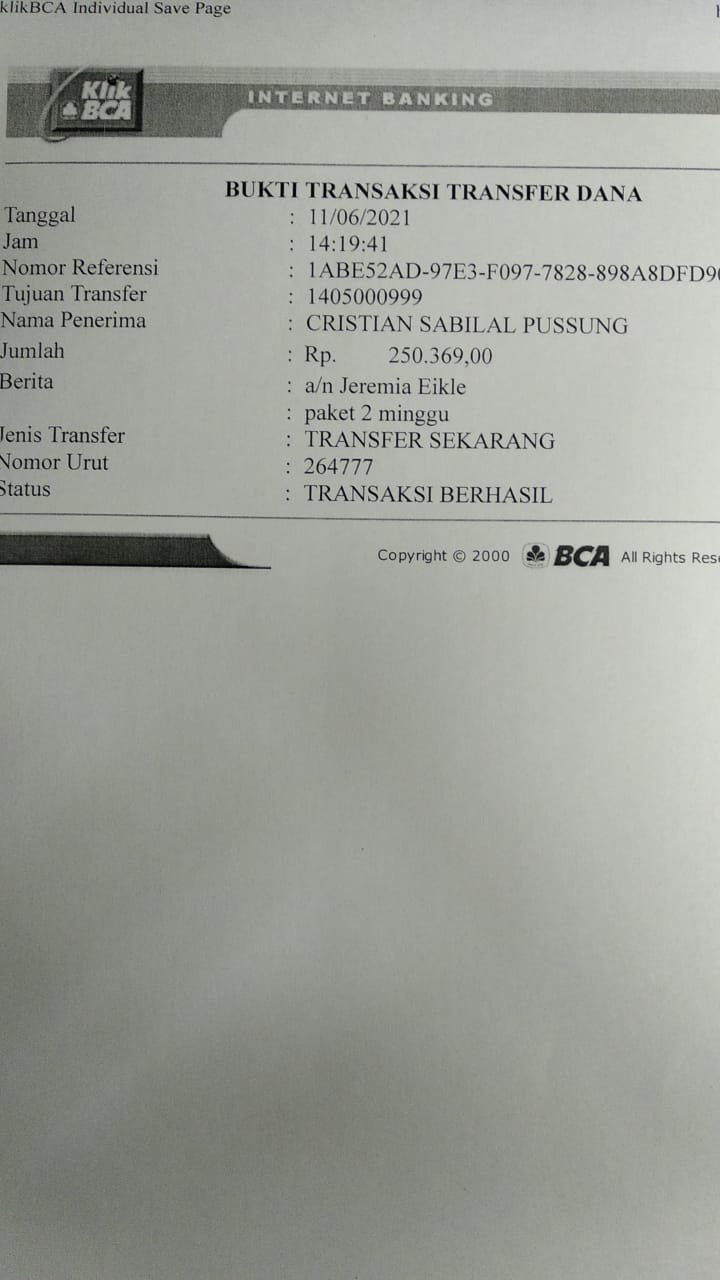 klikBCA Individual Save Page
Klik
BCA
INTERNET BANKING
BUKTI TRANSAKSI TRANSFER DANA
Tanggal : 11/06/2021
Jam : 14:19:41
Nomor Referensi : 1ABE52AD-97E3-F097-7828-898A8DFD9
Tujuan Transfer : 1405000999
Nama Penerima : CRISTIAN SABILAL PUSSUNG
Jumlah : Rp. 250.369,00
Berita : a/n Jeremia Eikle
: paket 2 minggu
Jenis Transfer : TRANSFER SEKARANG
Nomor Urut : 264777
Status : TRANSAKSI BERHASIL
Copyright © 2000 BCA All Rights Rese